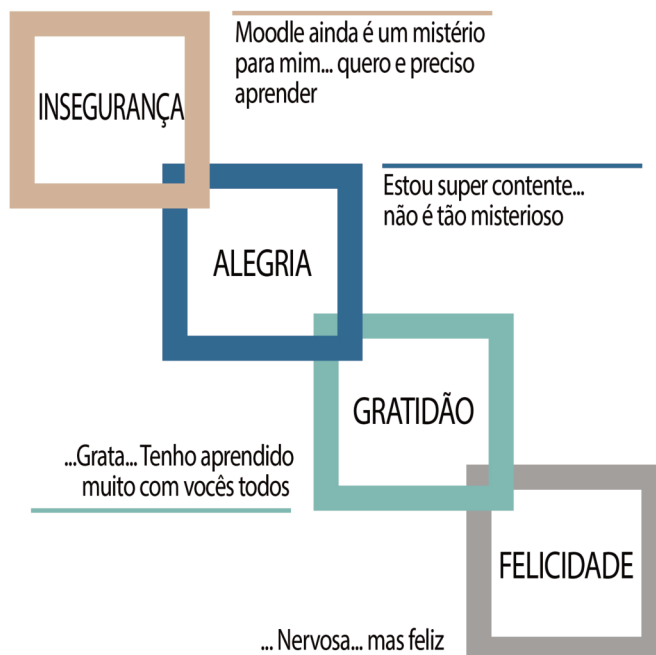 Moodle ainda é um mistério
para mim... quero e preciso
aprender
INSEGURANÇA
Estou super contente...
não é tão misterioso
ALEGRIA
GRATIDÃO
...Grata... Tenho aprendido
muito com vocês todos
FELICIDADE
... Nervosa... mas feliz